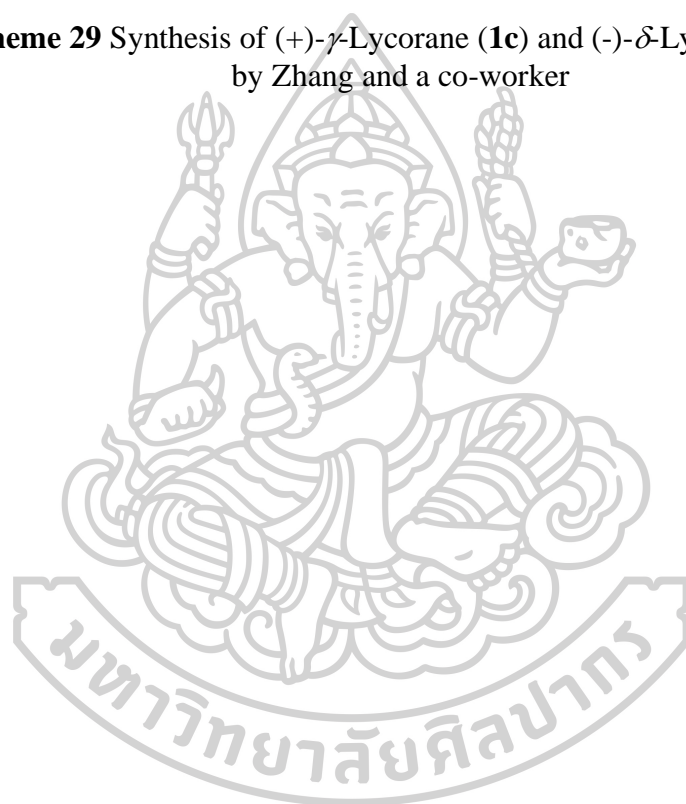 heme 29 Synthesis of (+)-γ-Lycorane (1c) and (-)-δ-Ly
by Zhang and a co-worker
มหาวิทยาลัยศิลปากร